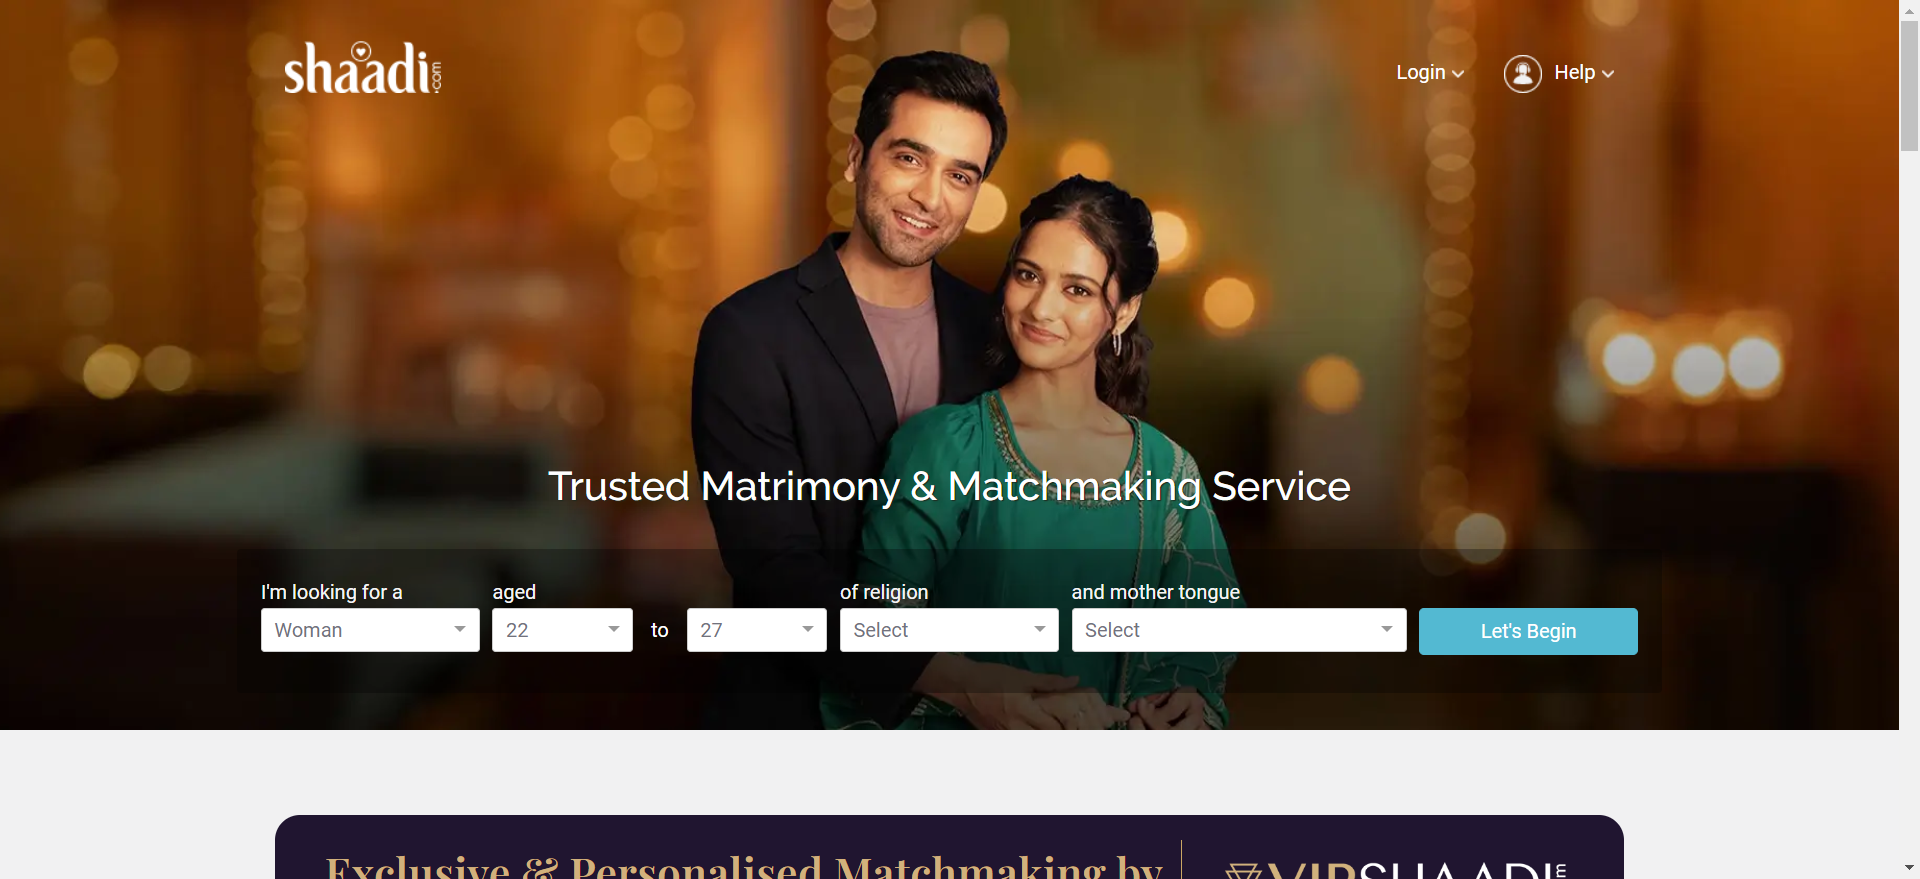 shaadi.com
Login
Help
Trusted Matrimony & Matchmaking Service
I'm looking for a
aged
of religion
and mother tongue
Woman
22
to
27
Select
Select
Let's Begin
Exclusive & Personalised Matchmaking by
VIPSHAADI